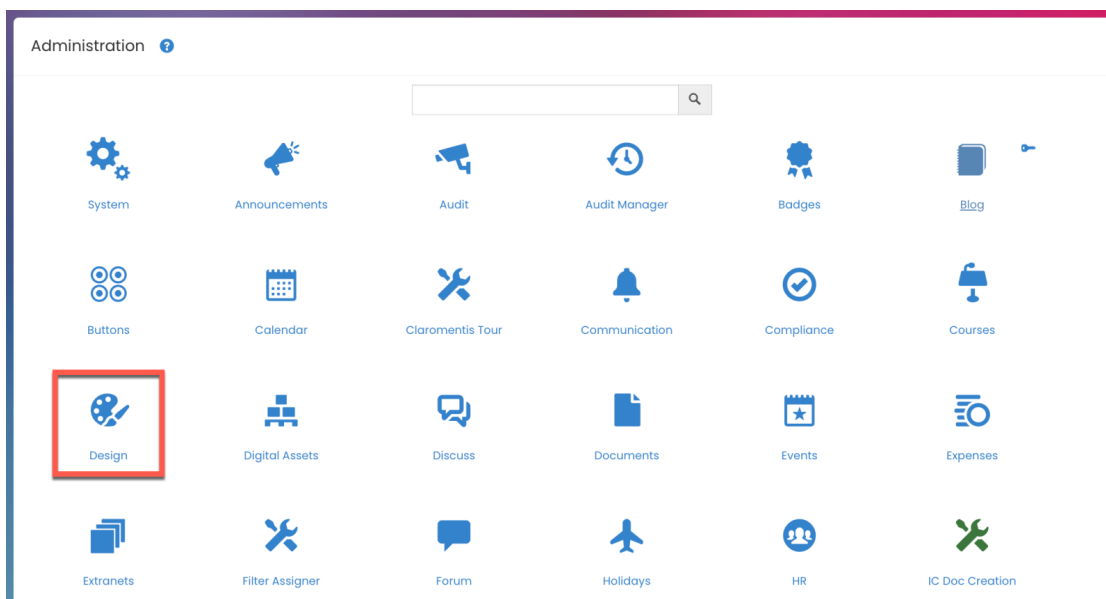 Administration ?
System Announcements Audit Audit Manager Badges Blog
Buttons Calendar Claromentis Tour Communication Compliance Courses
Design Digital Assets Discuss Documents Events Expenses
Extranets Filter Assigner Forum Holidays HR IC Doc Creation